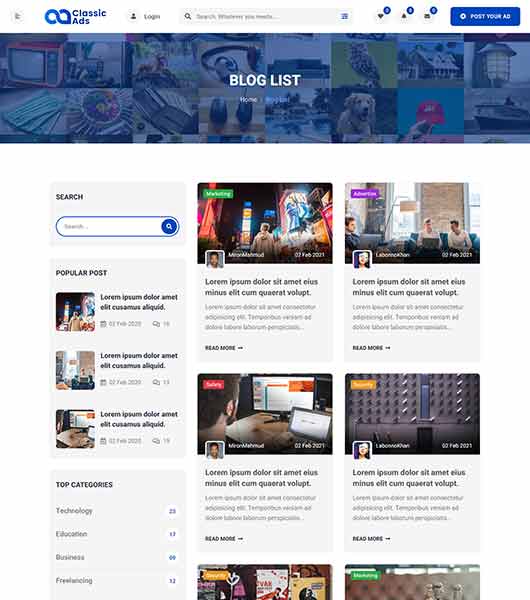 Classic
Ads
Login
Search, Whatever you needs...
0
0
0
POST YOUR AD
BLOG LIST
Home
Blog List
SEARCH
Search...
POPULAR POST
Lorem ipsum dolor amet
elit cusamus aliquid.
02 Feb 2020
Lorem ipsum dolor amet
elit cusamus aliquid.
02 Feb 2020
13
Lorem ipsum dolor amet
elit cusamus aliquid.
02 Feb 2020
19
TOP CATEGORIES
Technology
23
Education
17
Business
09
Freelancing
12
Marketing
MironMahmud
02 Feb 2021
Lorem ipsum dolor sit amet eius
minus elit cum quaerat volupt.
Lorem ipsum dolor sit amet consectetur
adipisicing elit. Temporibus veniam ad
dolore laborum perspiciatis...
READ MORE
Advertise
LabonnoKhan
02 Feb 2021
Lorem ipsum dolor sit amet eius
minus elit cum quaerat volupt.
Lorem ipsum dolor sit amet consectetur
adipisicing elit. Temporibus veniam ad
dolore laborum perspiciatis...
READ MORE
Safety
MironMahmud
02 Feb 2021
Lorem ipsum dolor sit amet eius
minus elit cum quaerat volupt.
Lorem ipsum dolor sit amet consectetur
adipisicing elit. Temporibus veniam ad
dolore laborum perspiciatis...
READ MORE
Security
LabonnoKhan
02 Feb 2021
Lorem ipsum dolor sit amet eius
minus elit cum quaerat volupt.
Lorem ipsum dolor sit amet consectetur
adipisicing elit. Temporibus veniam ad
dolore laborum perspiciatis...
READ MORE
Security
Marketing